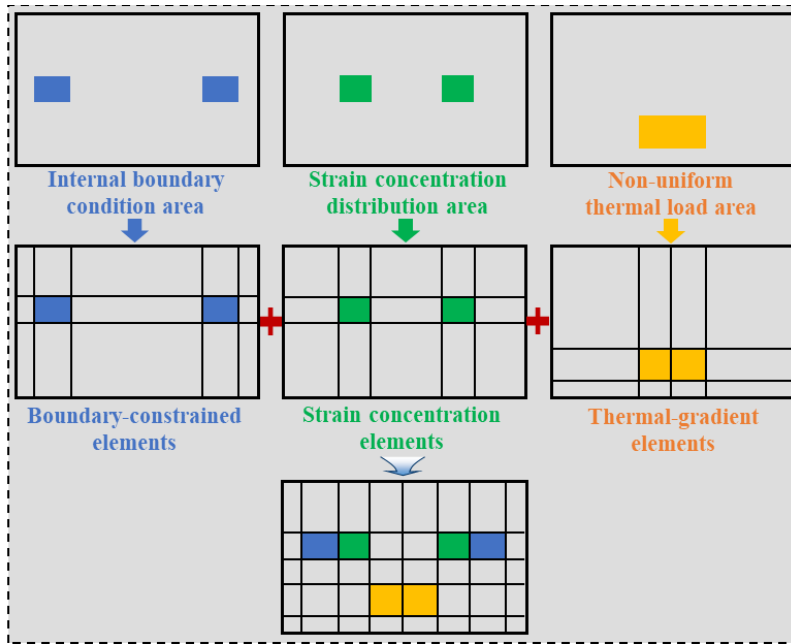 Internal boundary
condition area
Strain concentration
distribution area
Non-uniform
thermal load area
Boundary-constrained
elements
Strain concentration
elements
Thermal-gradient
elements